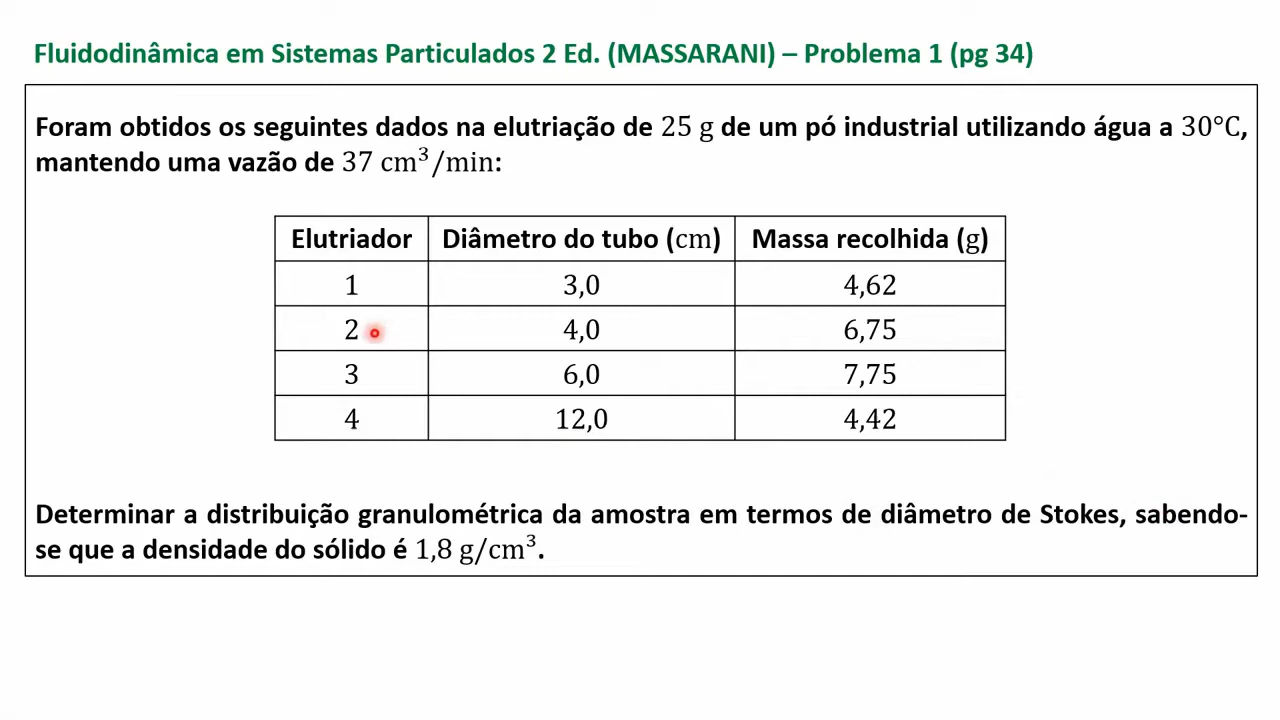 Fluidodinâmica em Sistemas Particulados 2 Ed. (MASSARANI) – Problema 1 (pg 34)
Foram obtidos os seguintes dados na elutriação de 25 g de um pó industrial utilizando água a 30°C,
mantendo uma vazão de 37 cm³/min:
Elutriador Diâmetro do tubo (cm) Massa recolhida (g)
1 3,0 4,62
2 4,0 6,75
3 6,0 7,75
4 12,0 4,42
Determinar a distribuição granulométrica da amostra em termos de diâmetro de Stokes, sabendo-
se que a densidade do sólido é 1,8 g/cm³.